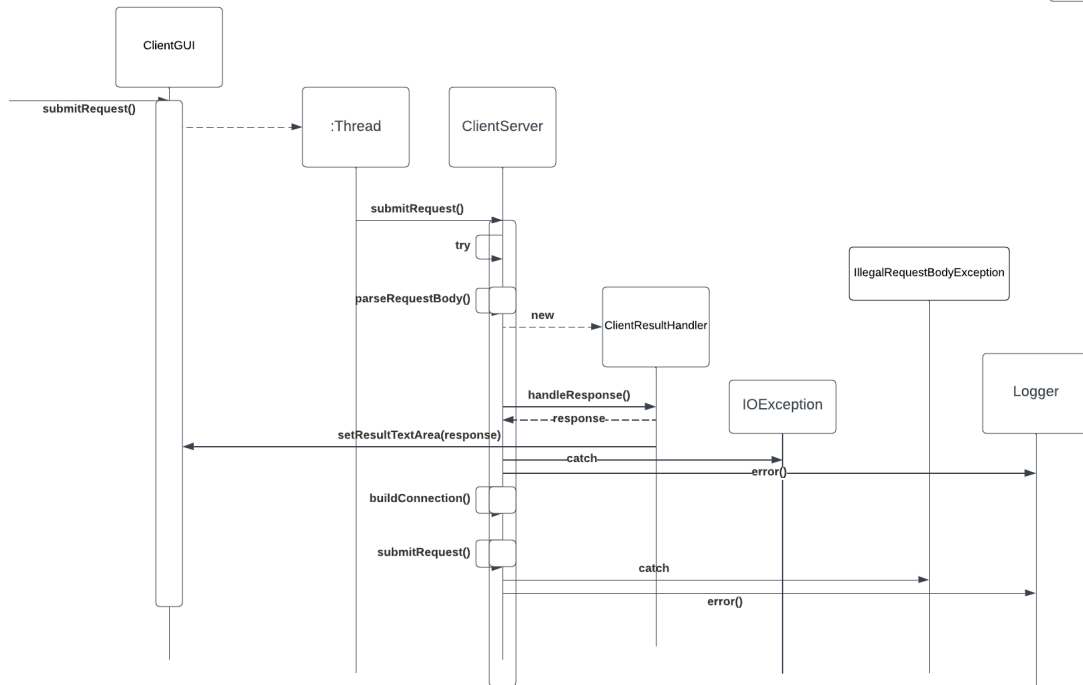 ClientGUI
submitRequest()
:Thread
ClientServer
submitRequest()
try
IllegalRequestBodyException
parseRequestBody()
new
ClientResultHandler
handleResponse()
IOException
Logger
response
setResultTextArea(response)
catch
error()
buildConnection()
submitRequest()
catch
error()